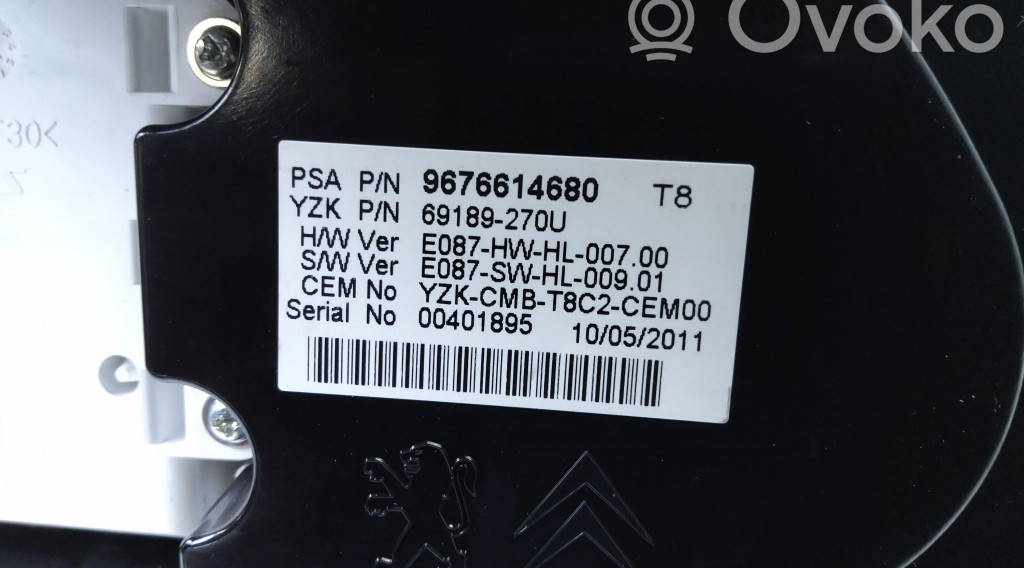 Ovoko
30<
PSA P/N 9676614680 T8
YZK P/N 69189-270U
H/W Ver E087-HW-HL-007.00
S/W Ver E087-SW-HL-009.01
CEM No YZK-CMB-T8C2-CEM00
Serial No 00401895 10/05/2011